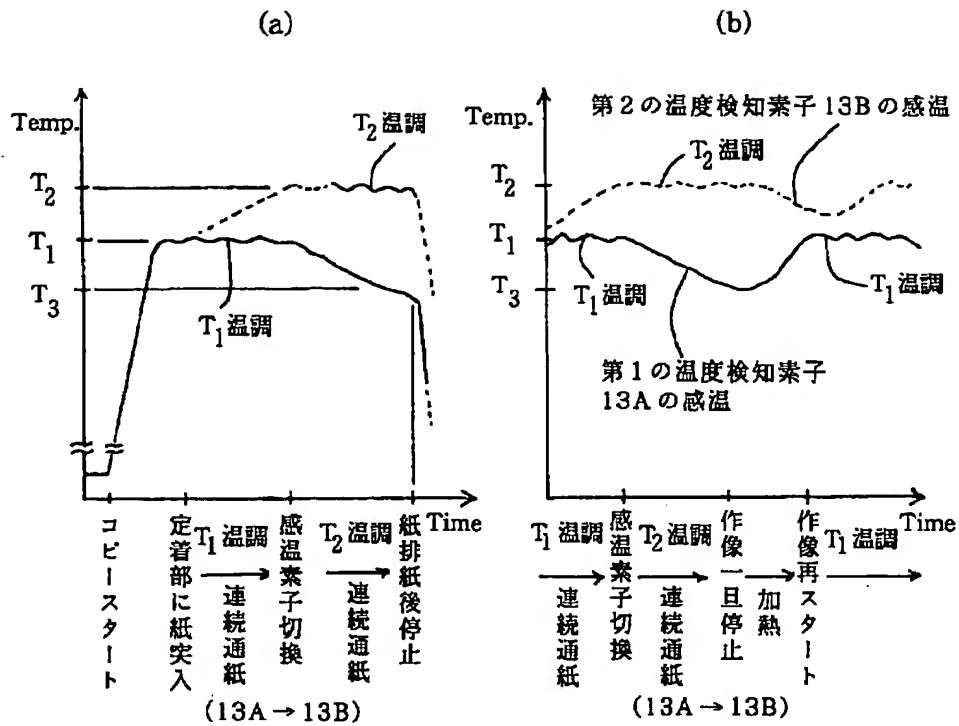 (a)
Temp.
T2温調
T2
T1
T3
T1温調
Time
コピースタート
定着部に紙突入
T1温調
連続通紙
感温素子切換
T2温調
連続通紙
紙排紙後停止
(13A→13B)
(b)
Temp.
第2の温度検知素子13Bの感温
T2温調
T2
T1
T3
T1温調
T1温調
第1の温度検知素子
13Aの感温
Time
T1温調
連続通紙
感温素子切換
T2温調
連続通紙
作像一旦停止
加熱
作像再スタート
T1温調
(13A→13B)